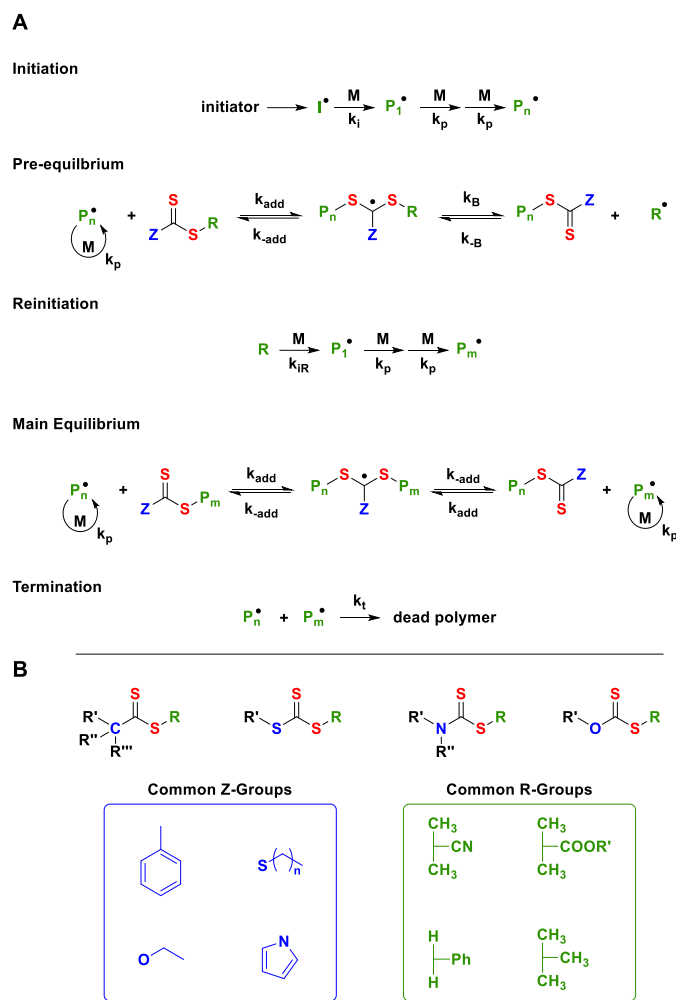 A
Initiation
initiator I• M ki P1• M kp M kp Pn•
Pre-equilbrium
Pn• M kp + S Z S R kadd k-add Pn S • S R Z kB k-B Pn S Z S + R•
Reinitiation
R M kiR P1• M kp M kp Pm•
Main Equilibrium
Pn• M kp + S Z S Pm kadd k-add Pn S • S Pm Z k-add kadd Pn S Z S + Pm• M kp
Termination
Pn• + Pm• kt dead polymer
B
R' R'' R''' C S S R
R' S S S R
R' N R'' S S R
R' O S S R
Common Z-Groups
S ( )n
O
N
Common R-Groups
CH3 CN CH3
CH3 COOR' CH3
H Ph H
CH3 CH3 CH3